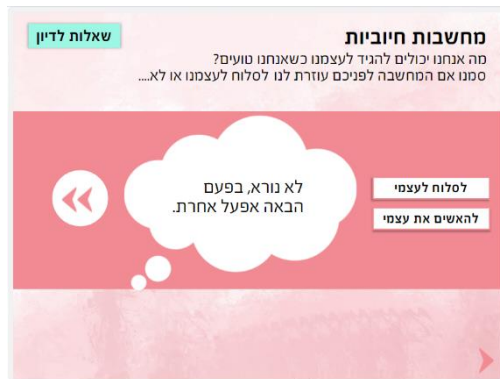 מחשבות חיוביות
שאלות לדיון
מה אנחנו יכולים להגיד לעצמנו כשאנחנו טועים?
סמנו אם המחשבה לפניכם עוזרת לנו לסלוח לעצמנו או לא....
לסלוח לעצמי
להאשים את עצמי
לא נורא, בפעם
הבאה אפעל אחרת.